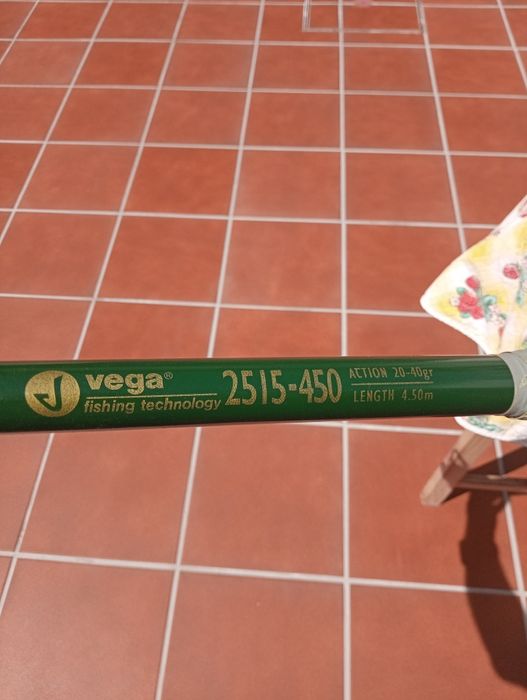 vega®
fishing technology
2515-450
ACTION 20-40gr
LENGTH 4.50m